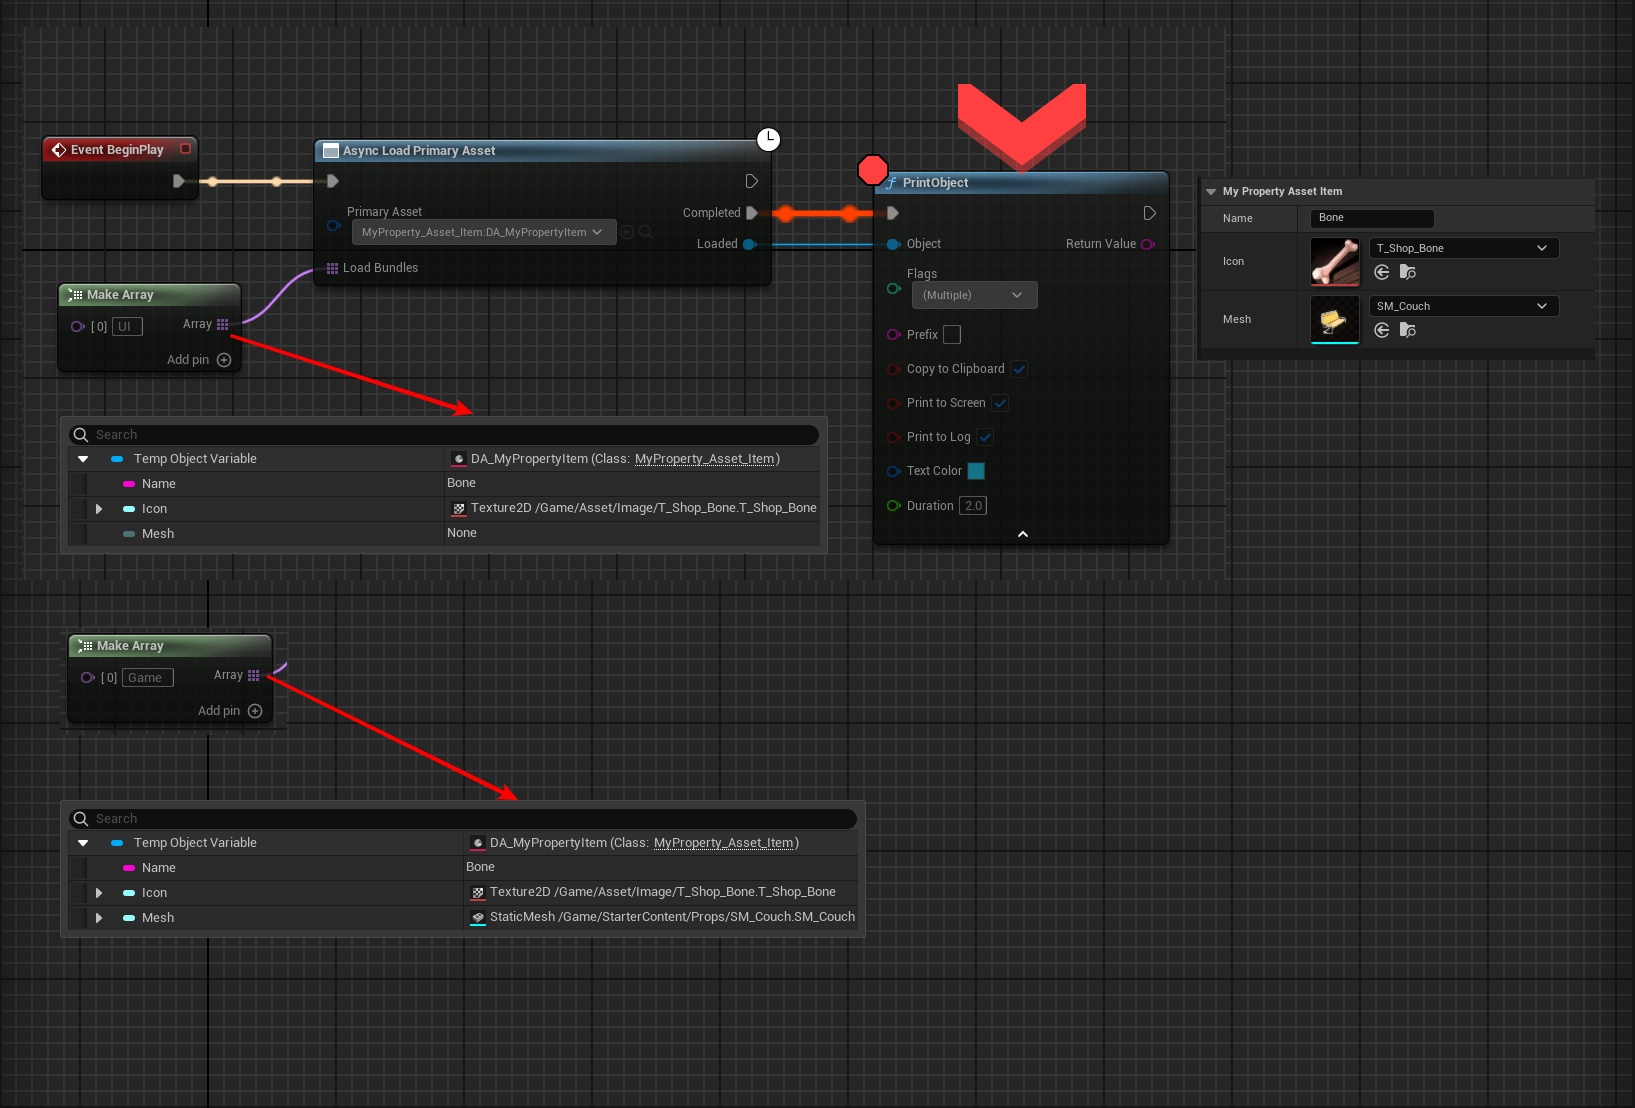 Event BeginPlay
Async Load Primary Asset
Primary Asset
MyProperty_Asset_Item:DA_MyPropertyItem
Load Bundles
Completed
Loaded
Make Array
[0] UI
Array
Add pin
PrintObject
Object
Return Value
Flags
(Multiple)
Prefix
Copy to Clipboard
Print to Screen
Print to Log
Text Color
Duration 2.0
My Property Asset Item
Name Bone
Icon T_Shop_Bone
Mesh SM_Couch
Search
Temp Object Variable DA_MyPropertyItem (Class: MyProperty_Asset_Item)
Name Bone
Icon Texture2D /Game/Asset/Image/T_Shop_Bone.T_Shop_Bone
Mesh None
Make Array
[0] Game
Array
Add pin
Search
Temp Object Variable DA_MyPropertyItem (Class: MyProperty_Asset_Item)
Name Bone
Icon Texture2D /Game/Asset/Image/T_Shop_Bone.T_Shop_Bone
Mesh StaticMesh /Game/StarterContent/Props/SM_Couch.SM_Couch